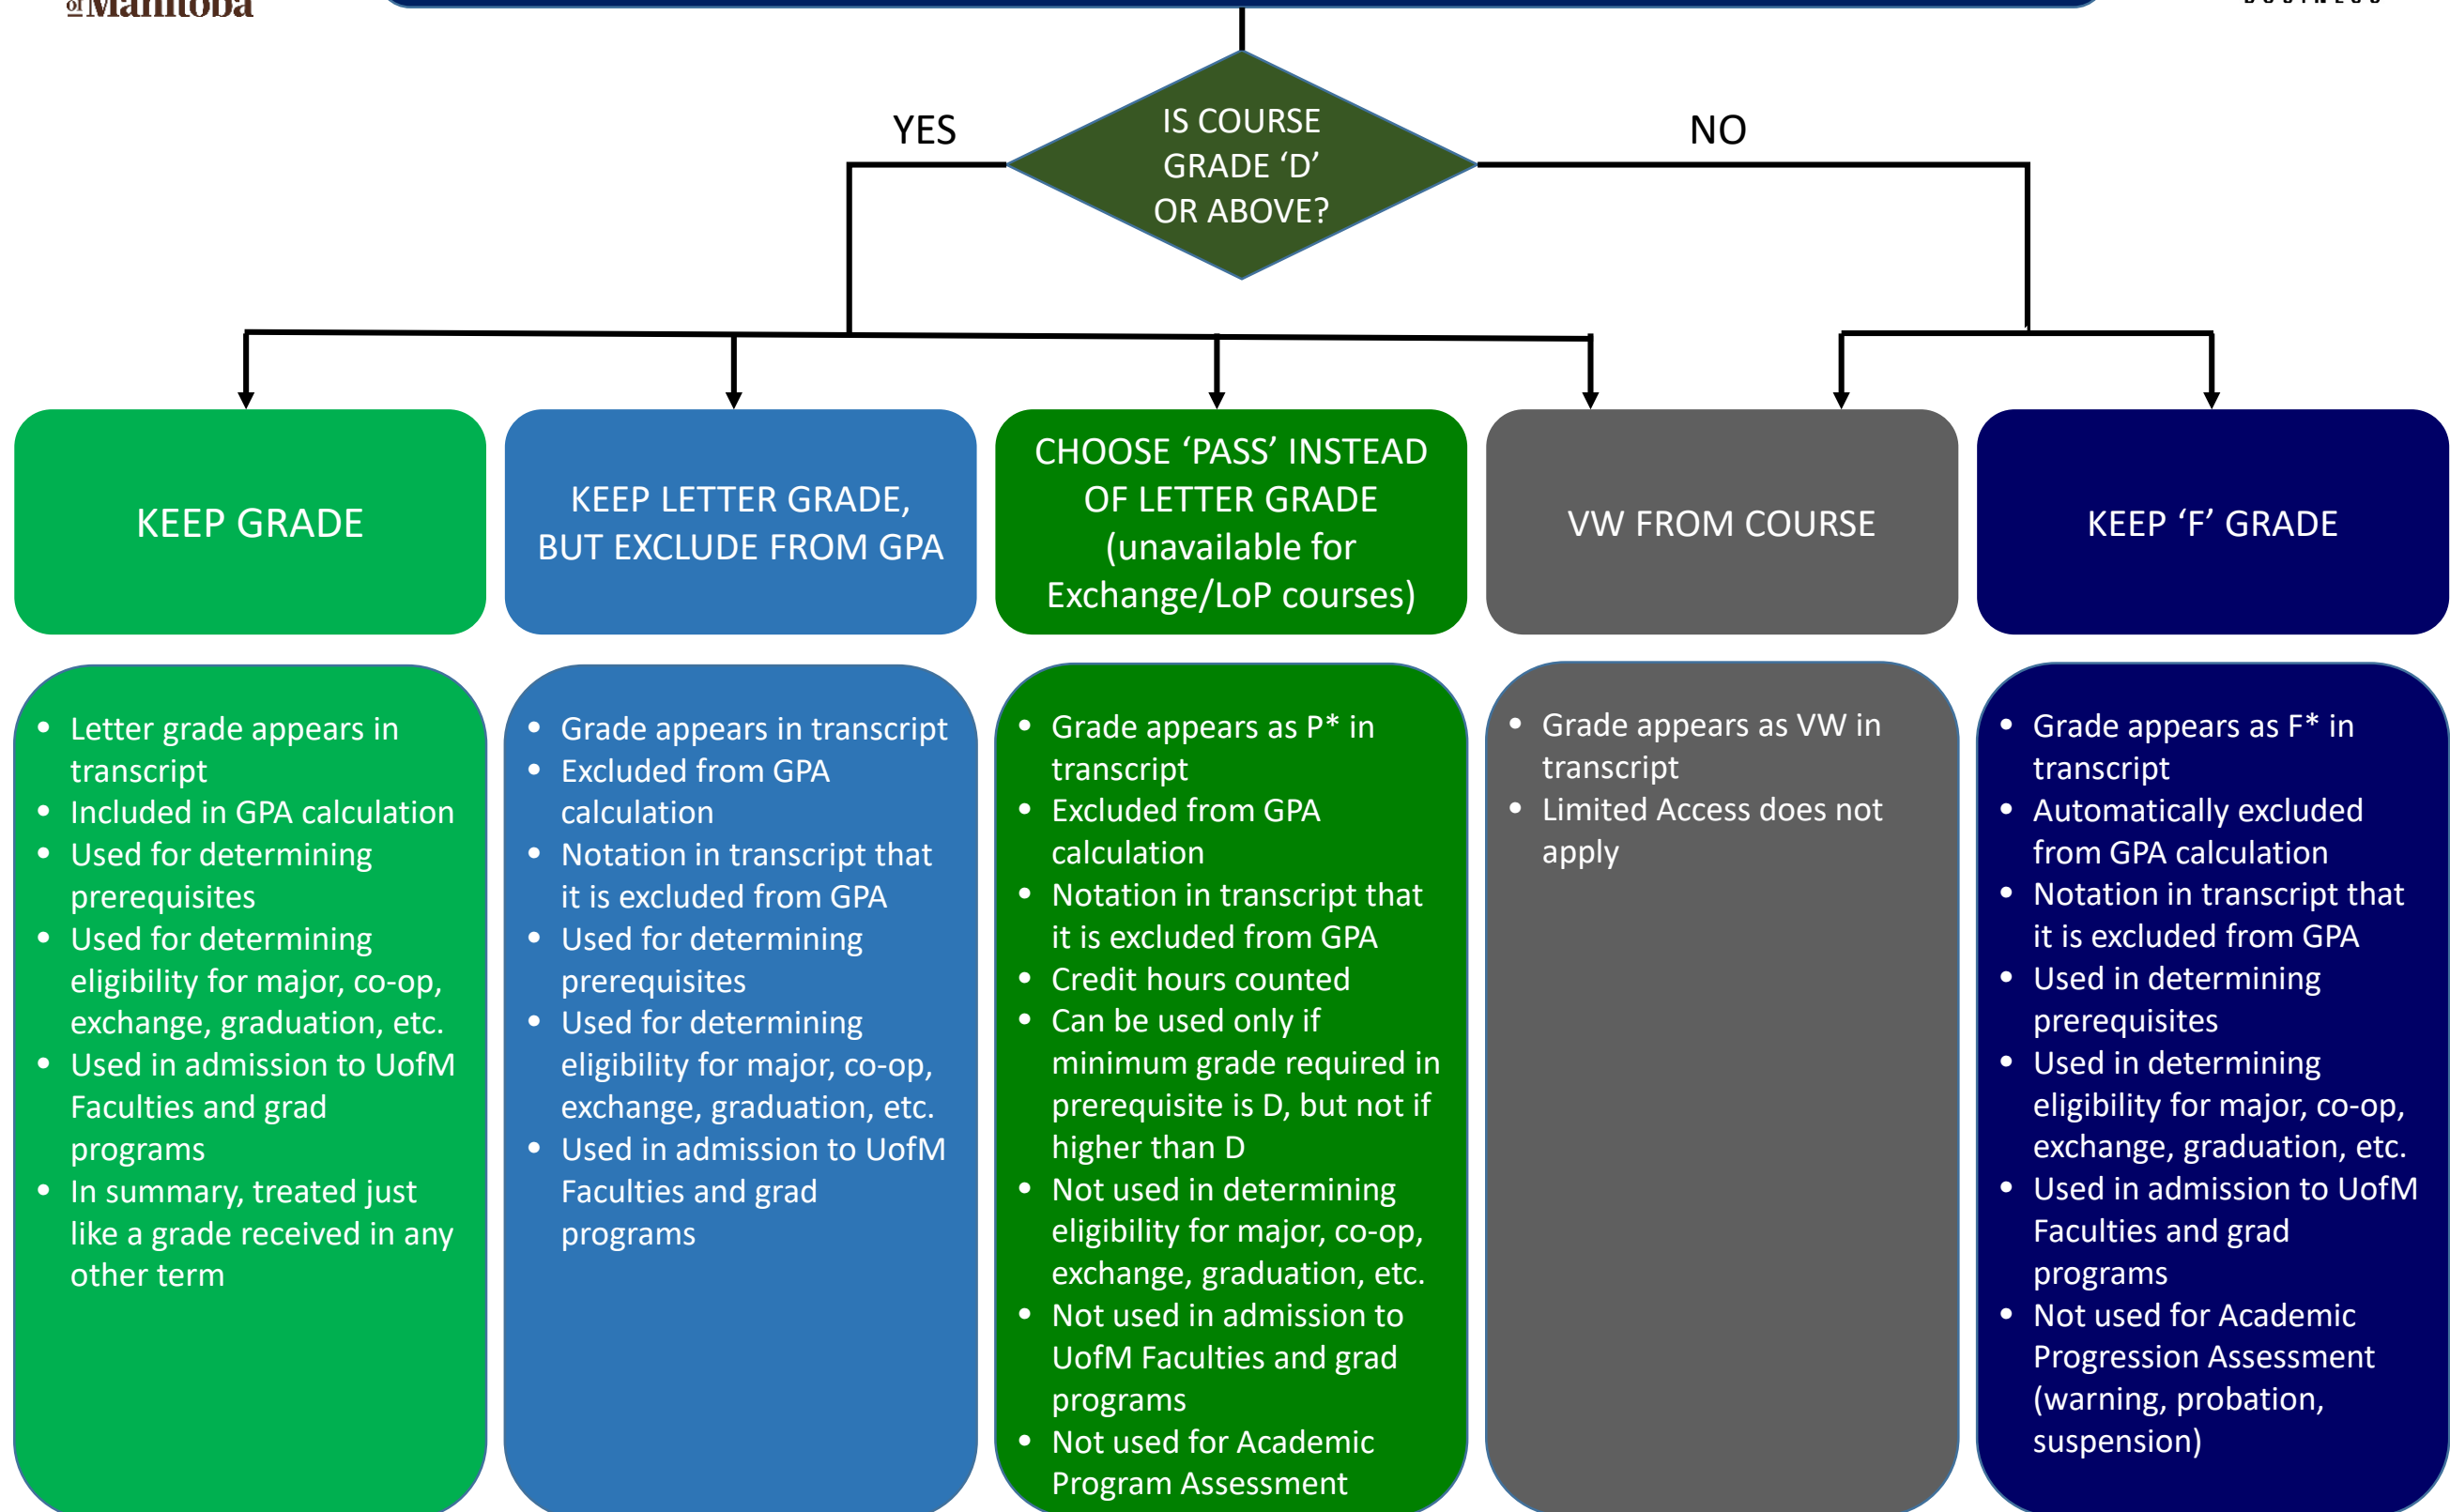 of Manitoba
YES
IS COURSE
GRADE ‘D’
OR ABOVE?
NO
KEEP GRADE
KEEP LETTER GRADE,
BUT EXCLUDE FROM GPA
CHOOSE ‘PASS’ INSTEAD
OF LETTER GRADE
(unavailable for
Exchange/LoP courses)
VW FROM COURSE
KEEP ‘F’ GRADE
• Letter grade appears in
transcript
• Included in GPA calculation
• Used for determining
prerequisites
• Used for determining
eligibility for major, co-op,
exchange, graduation, etc.
• Used in admission to UofM
Faculties and grad
programs
• In summary, treated just
like a grade received in any
other term
• Grade appears in transcript
• Excluded from GPA
calculation
• Notation in transcript that
it is excluded from GPA
• Used for determining
prerequisites
• Used for determining
eligibility for major, co-op,
exchange, graduation, etc.
• Used in admission to UofM
Faculties and grad
programs
• Grade appears as P* in
transcript
• Excluded from GPA
calculation
• Notation in transcript that
it is excluded from GPA
• Credit hours counted
• Can be used only if
minimum grade required in
prerequisite is D, but not if
higher than D
• Not used in determining
eligibility for major, co-op,
exchange, graduation, etc.
• Not used in admission to
UofM Faculties and grad
programs
• Not used for Academic
Program Assessment
• Grade appears as VW in
transcript
• Limited Access does not
apply
• Grade appears as F* in
transcript
• Automatically excluded
from GPA calculation
• Notation in transcript that
it is excluded from GPA
• Used in determining
prerequisites
• Used in determining
eligibility for major, co-op,
exchange, graduation, etc.
• Used in admission to UofM
Faculties and grad
programs
• Not used for Academic
Progression Assessment
(warning, probation,
suspension)